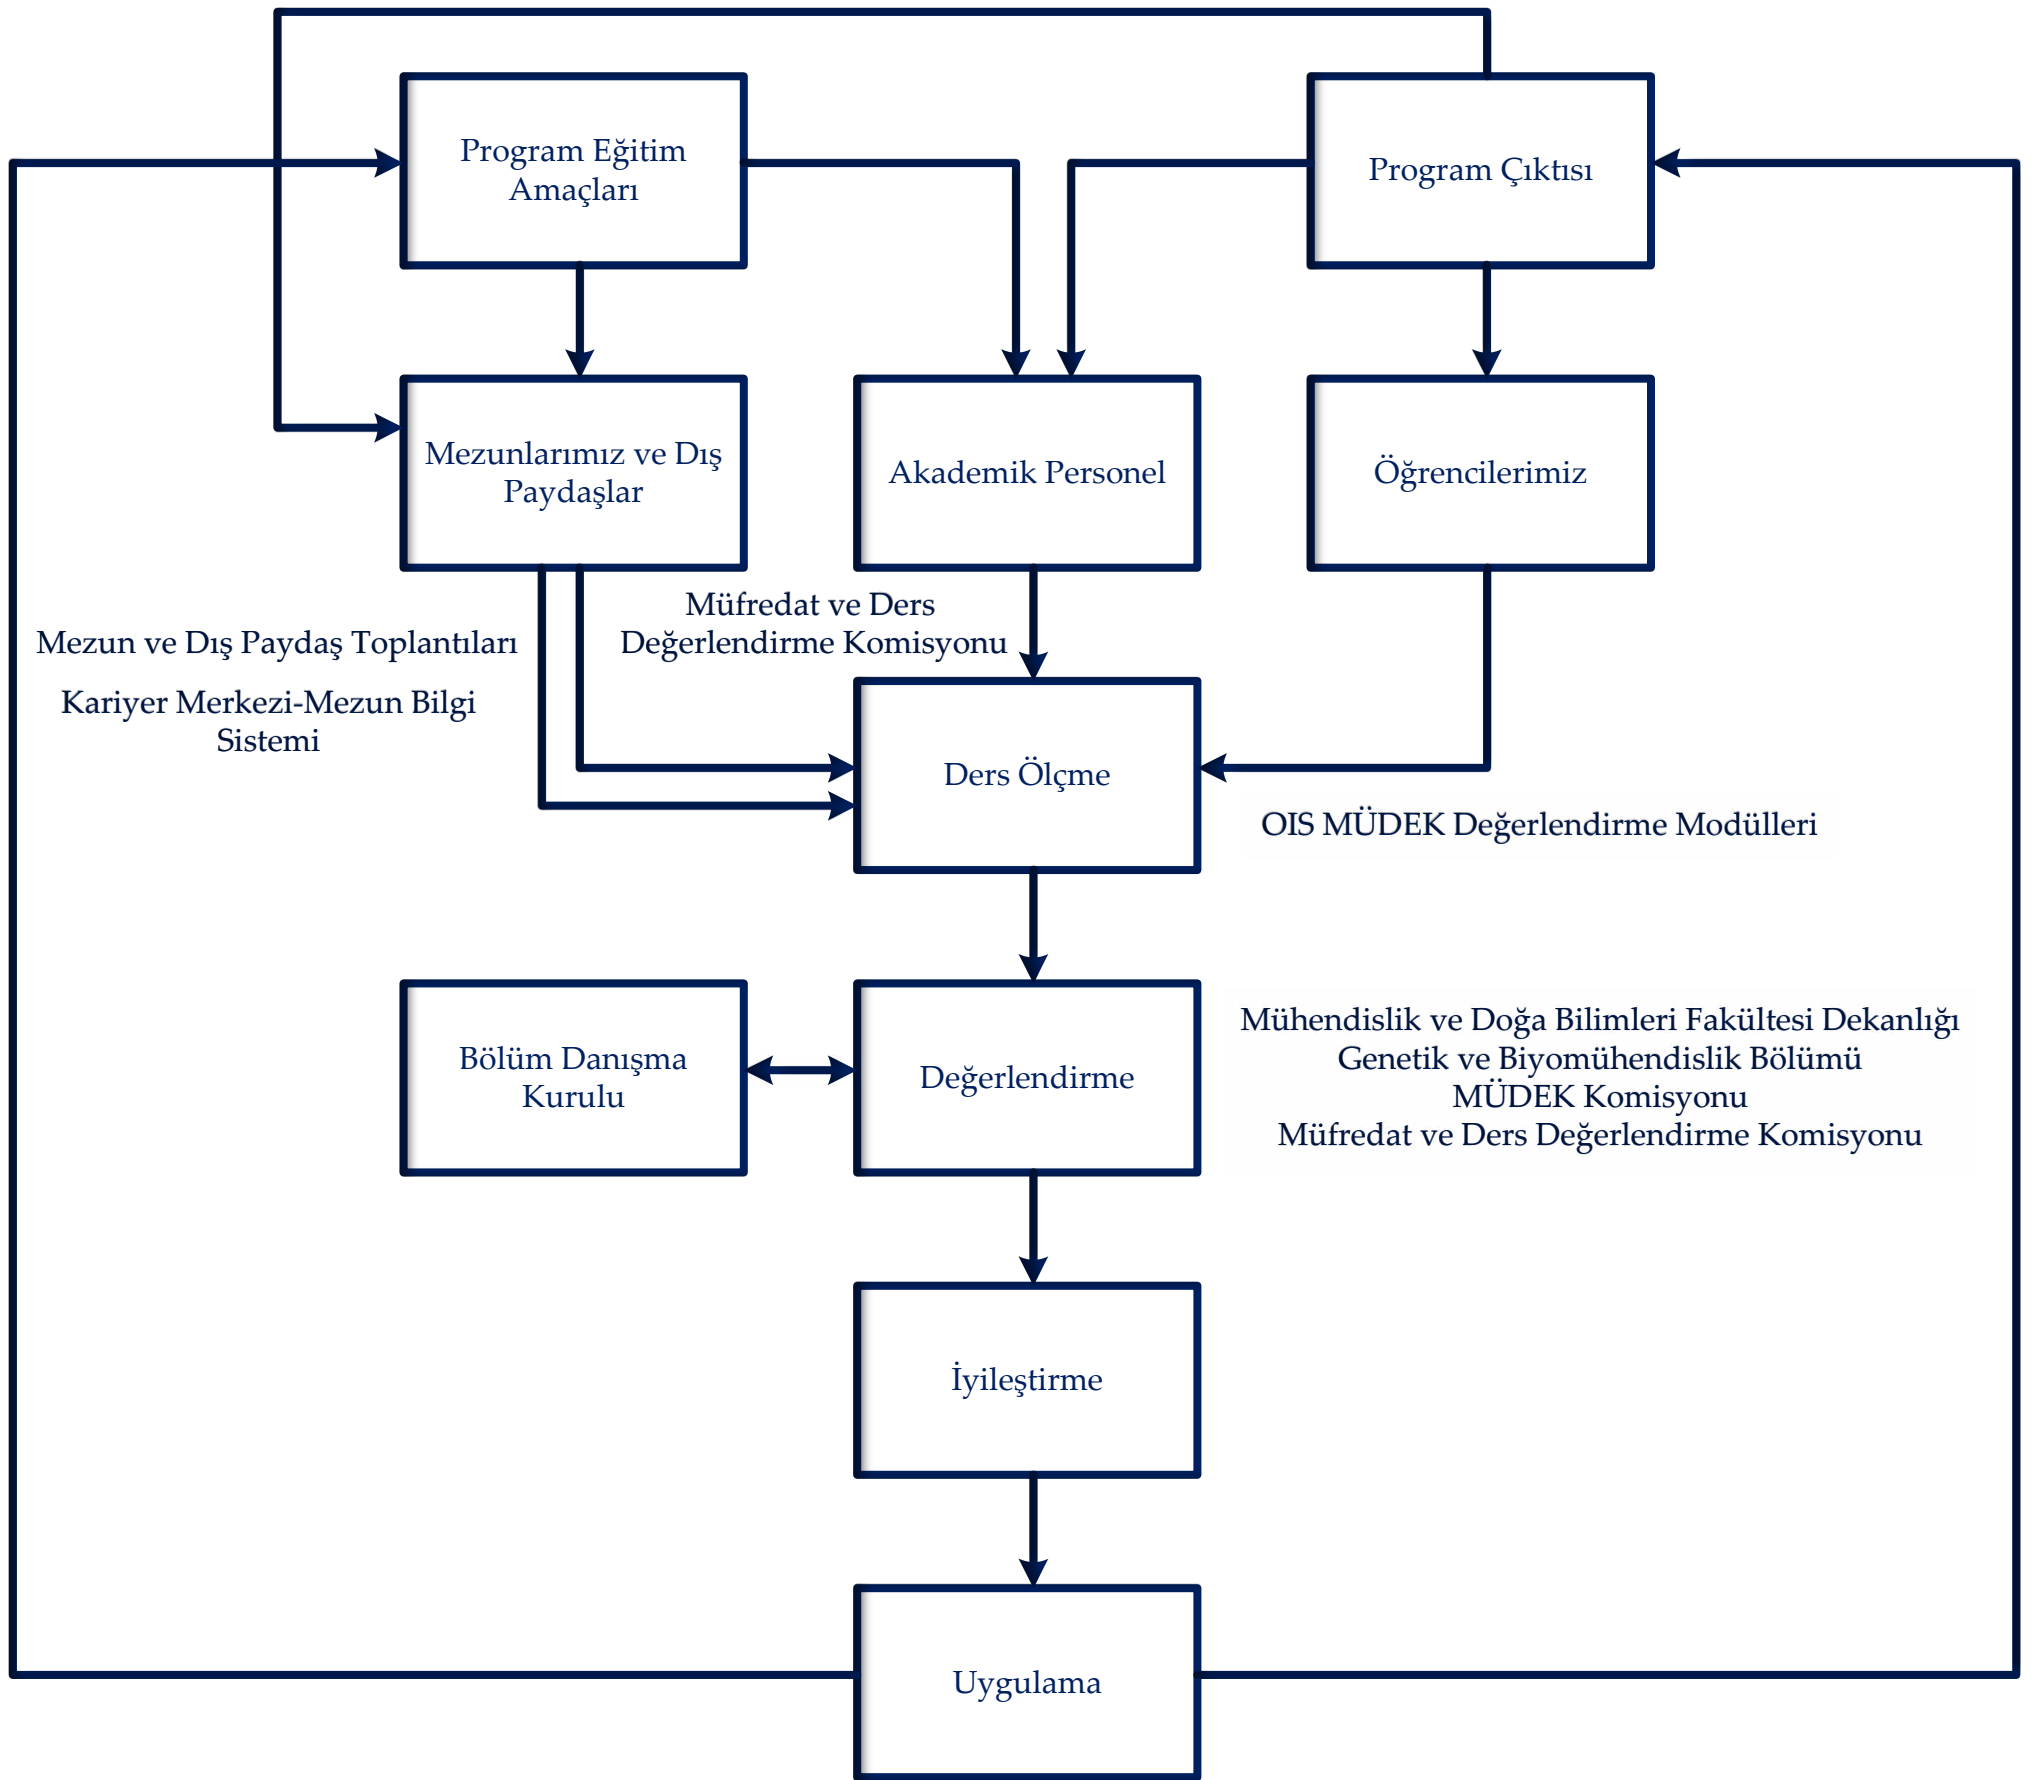 Program Eğitim
Amaçları
Program Çıktısı
Mezunlarımız ve Dış
Paydaşlar
Akademik Personel
Öğrencilerimiz
Müfredat ve Ders
Değerlendirme Komisyonu
Mezun ve Dış Paydaş Toplantıları
Kariyer Merkezi-Mezun Bilgi
Sistemi
Ders Ölçme
OIS MÜDEK Değerlendirme Modülleri
Bölüm Danışma
Kurulu
Değerlendirme
Mühendislik ve Doğa Bilimleri Fakültesi Dekanlığı
Genetik ve Biyomühendislik Bölümü
MÜDEK Komisyonu
Müfredat ve Ders Değerlendirme Komisyonu
İyileştirme
Uygulama